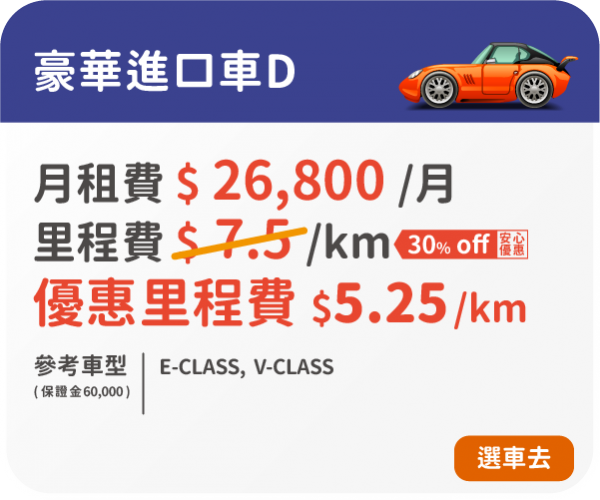 豪華進口車D
月租費 $ 26,800 /月
里程費 $ 7.5 /km 30% off 安心優惠
優惠里程費 $5.25/km
參考車型 E-CLASS, V-CLASS
(保證金60,000)
選車去